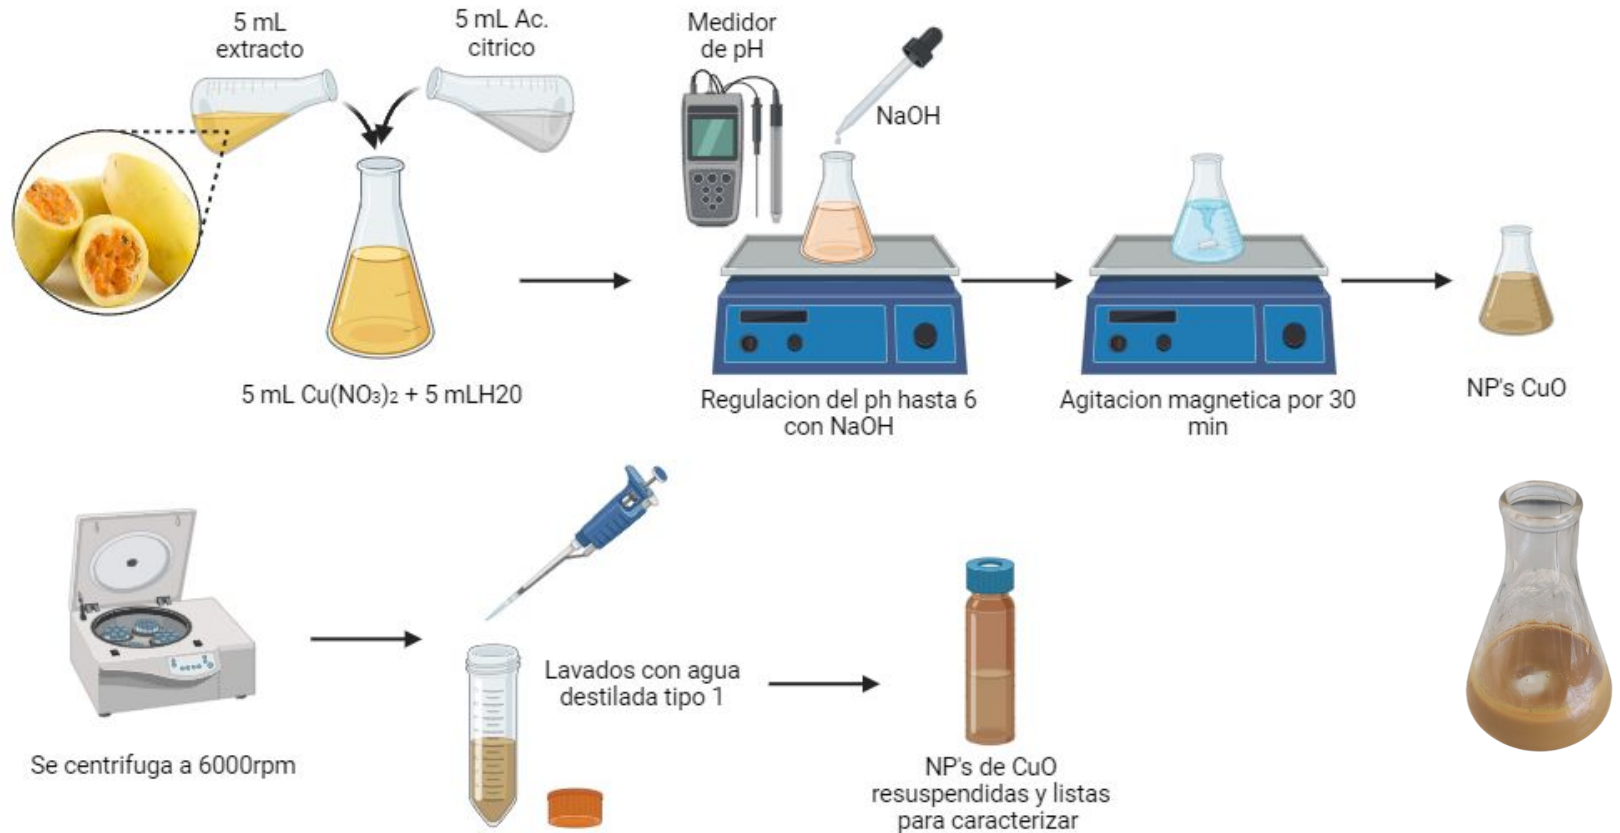 5 mL
extracto
5 mL Ac.
citrico
Medidor
de pH
NaOH
5 mL Cu(NO₃)₂ + 5 mLH20
Regulacion del ph hasta 6
con NaOH
Agitacion magnetica por 30
min
NP's CuO
Se centrifuga a 6000rpm
Lavados con agua
destilada tipo 1
NP's de CuO
resuspendidas y listas
para caracterizar